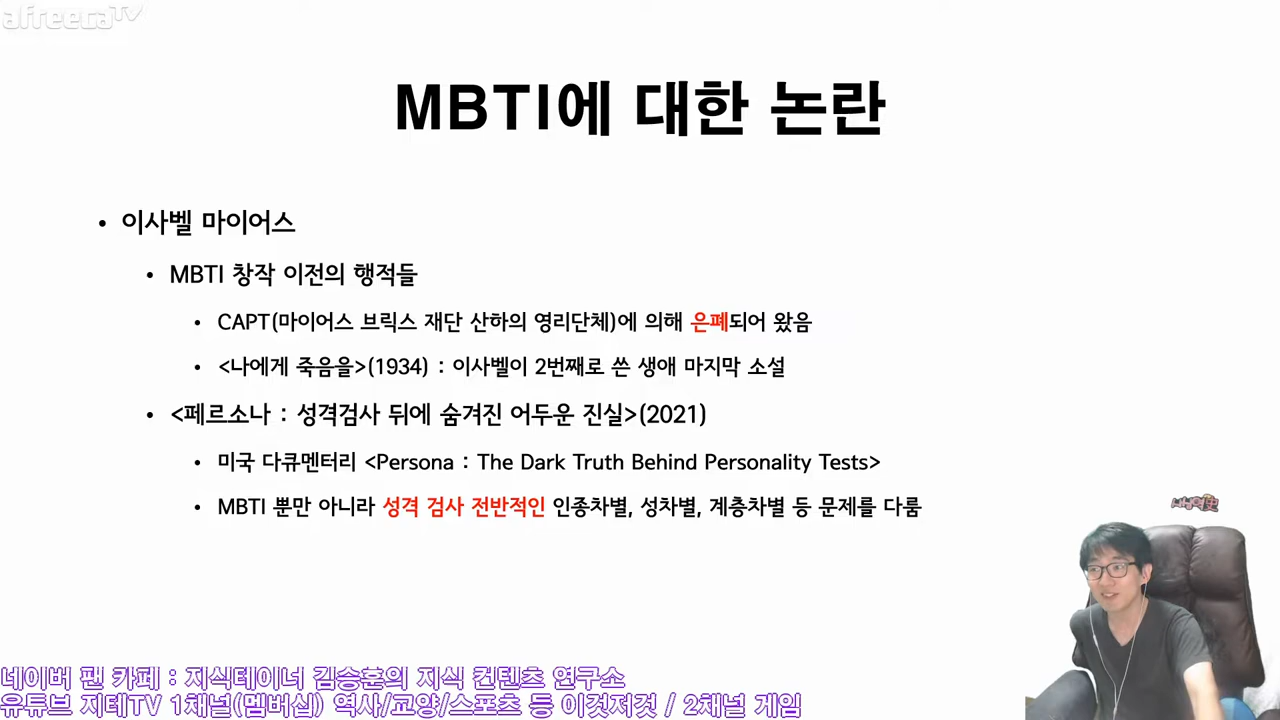 afreecaTV
MBTI에 대한 논란
• 이사벨 마이어스
• MBTI 창작 이전의 행적들
• CAPT(마이어스 브릭스 재단 산하의 영리단체)에 의해 은폐되어 왔음
• <나에게 죽음을>(1934) : 이사벨이 2번째로 쓴 생애 마지막 소설
• <페르소나 : 성격검사 뒤에 숨겨진 어두운 진실>(2021)
• 미국 다큐멘터리 <Persona : The Dark Truth Behind Personality Tests>
• MBTI 뿐만 아니라 성격 검사 전반적인 인종차별, 성차별, 계층차별 등 문제를 다룸
네이버 팬 카페 : 지식테이너 김승훈의 지식 컨텐츠 연구소
유튜브 지테TV 1채널(멤버십) 역사/교양/스포츠 등 이것저것 / 2채널 게임